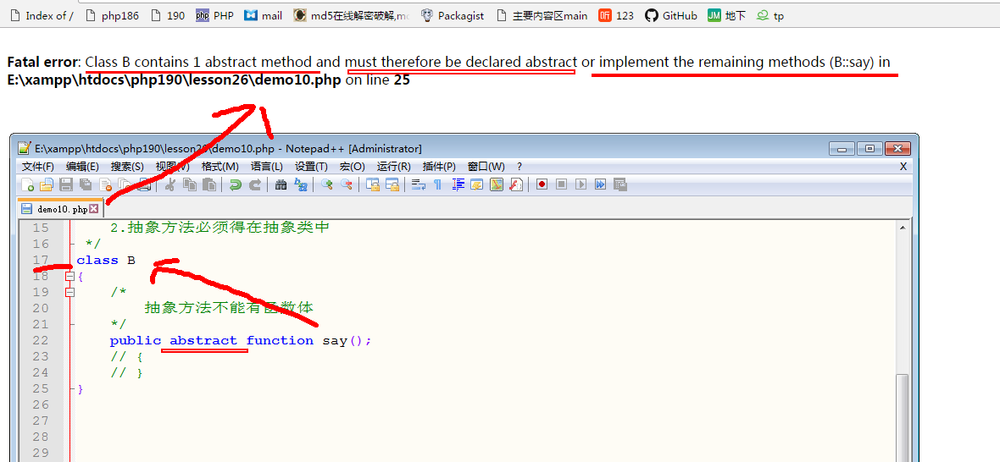 Index of / php186 190 PHP mail md5在线解密破解,md Packagist 主要内容区main 123 GitHub 地下 tp
Fatal error: Class B contains 1 abstract method and must therefore be declared abstract or implement the remaining methods (B::say) in
E:\xampp\htdocs\php190\lesson26\demo10.php on line 25
E:\xampp\htdocs\php190\lesson26\demo10.php - Notepad++ [Administrator]
文件(F) 编辑(E) 搜索(S) 视图(V) 格式(M) 语言(L) 设置(T) 宏(O) 运行(R) 插件(P) 窗口(W) ? X
demo10.php
15 2.抽象方法必须得在抽象类中
16 */
17 class B
18 {
19 /*
20 抽象方法不能有函数体
21 */
22 public abstract function say();
23 // {
24 // }
25 }
26
27
28
29